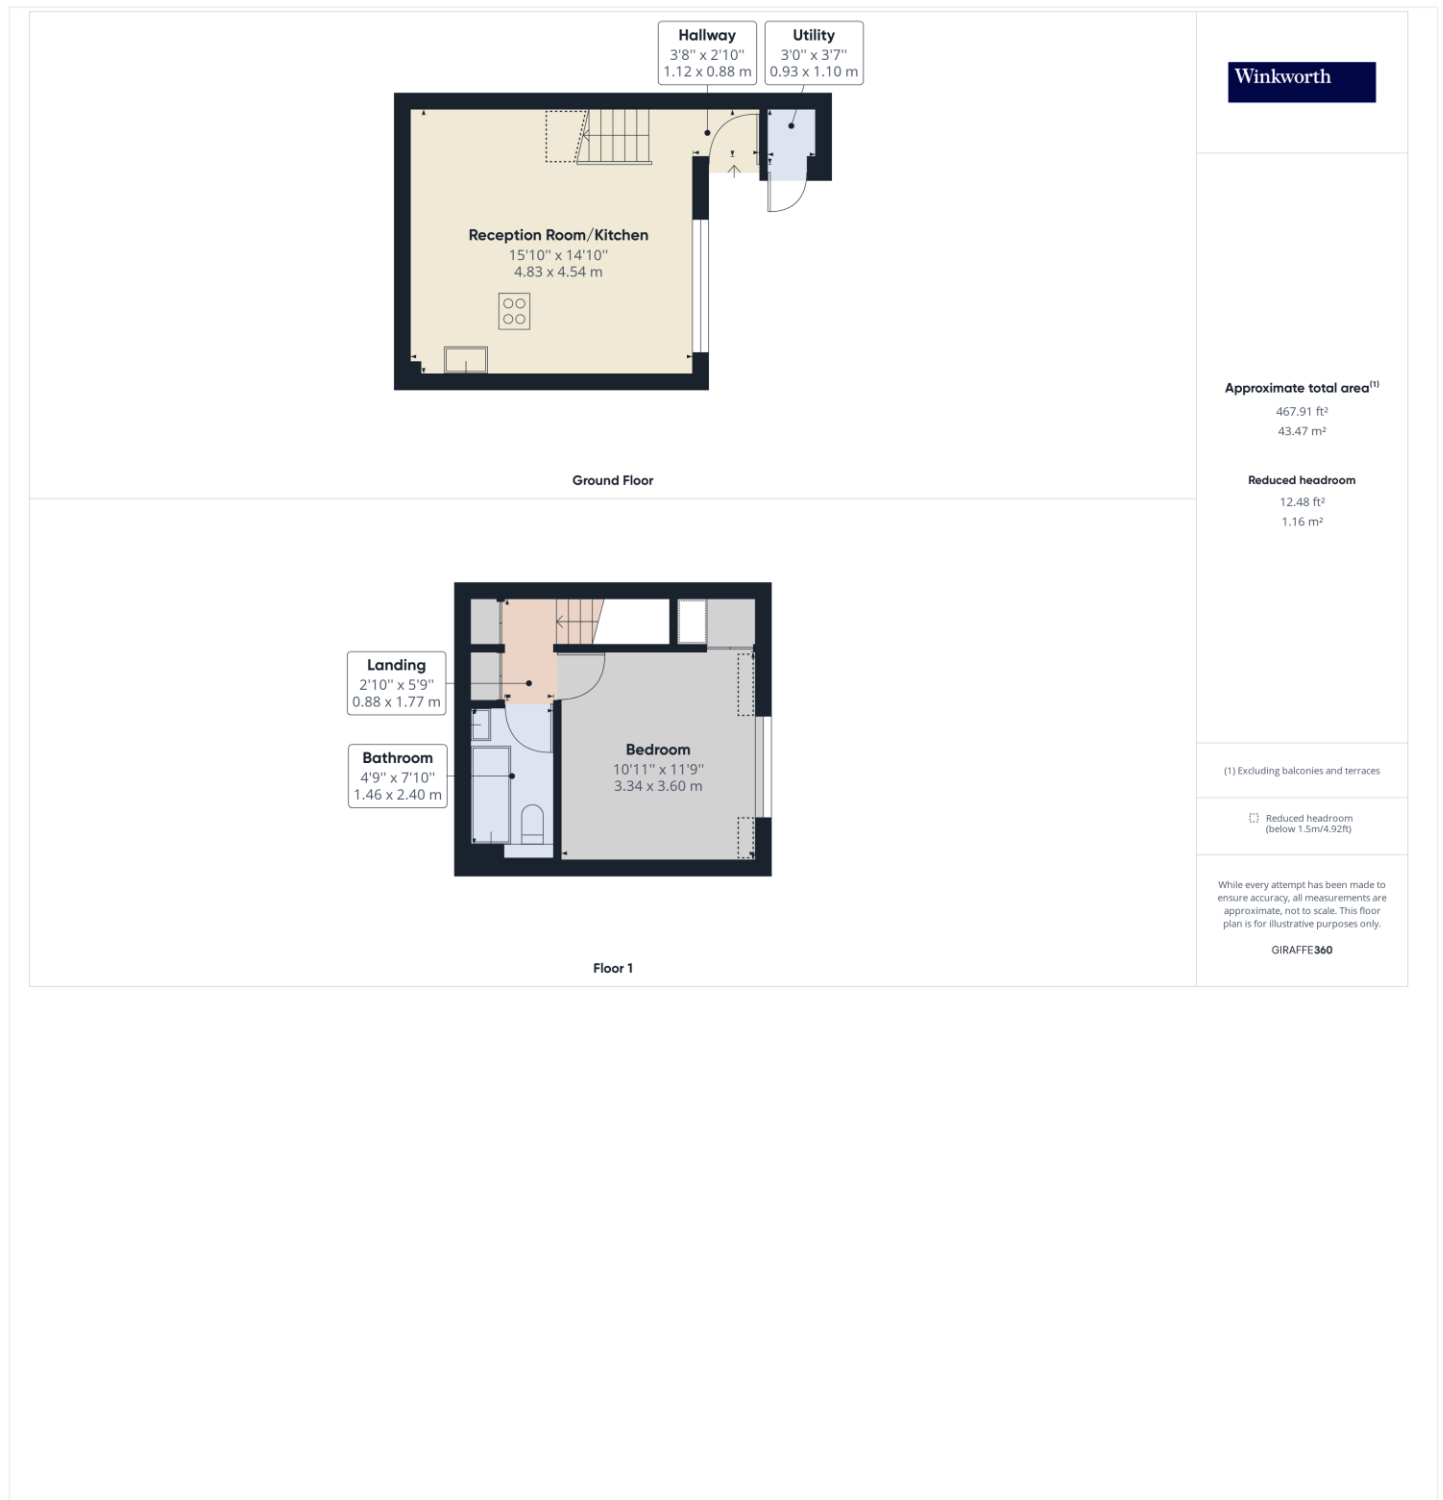 Hallway
3'8'' x 2'10''
1.12 x 0.88 m
Utility
3'0'' x 3'7''
0.93 x 1.10 m
Reception Room/Kitchen
15'10'' x 14'10''
4.83 x 4.54 m
Ground Floor
Landing
2'10'' x 5'9''
0.88 x 1.77 m
Bathroom
4'9'' x 7'10''
1.46 x 2.40 m
Bedroom
10'11'' x 11'9''
3.34 x 3.60 m
Floor 1
Winkworth
Approximate total area(1)
467.91 ft²
43.47 m²
Reduced headroom
12.48 ft²
1.16 m²
(1) Excluding balconies and terraces
Reduced headroom
(below 1.5m/4.92ft)
While every attempt has been made to
ensure accuracy, all measurements are
approximate, not to scale. This floor
plan is for illustrative purposes only.
GIRAFFE360